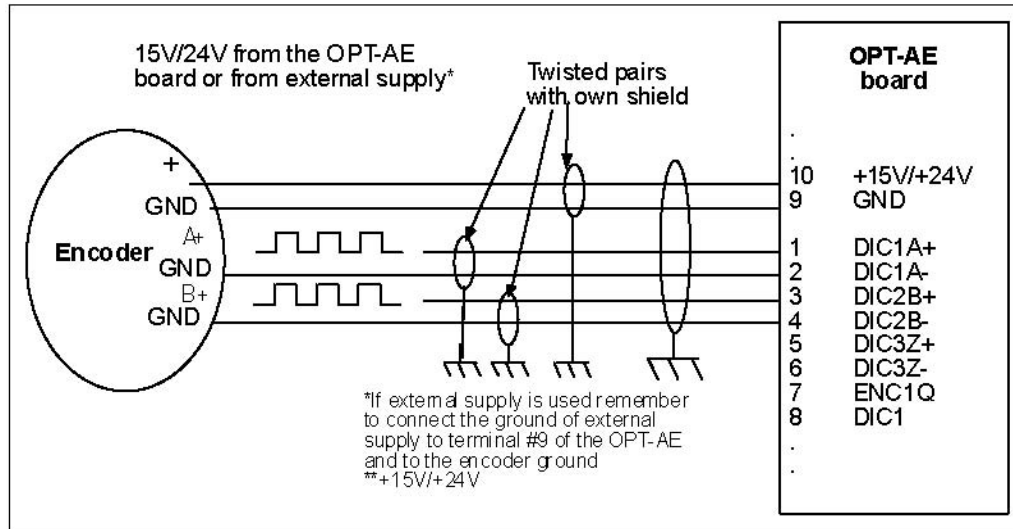 15V/24V from the OPT-AE
board or from external supply*
Twisted pairs
with own shield
OPT-AE
board
Encoder
+
GND
A+
GND
B+
GND
.
.
10 +15V/+24V
9 GND
1 DIC1A+
2 DIC1A-
3 DIC2B+
4 DIC2B-
5 DIC3Z+
6 DIC3Z-
7 ENC1Q
8 DIC1
.
.
*If external supply is used remember
to connect the ground of external
supply to terminal #9 of the OPT-AE
and to the encoder ground
**+15V/+24V